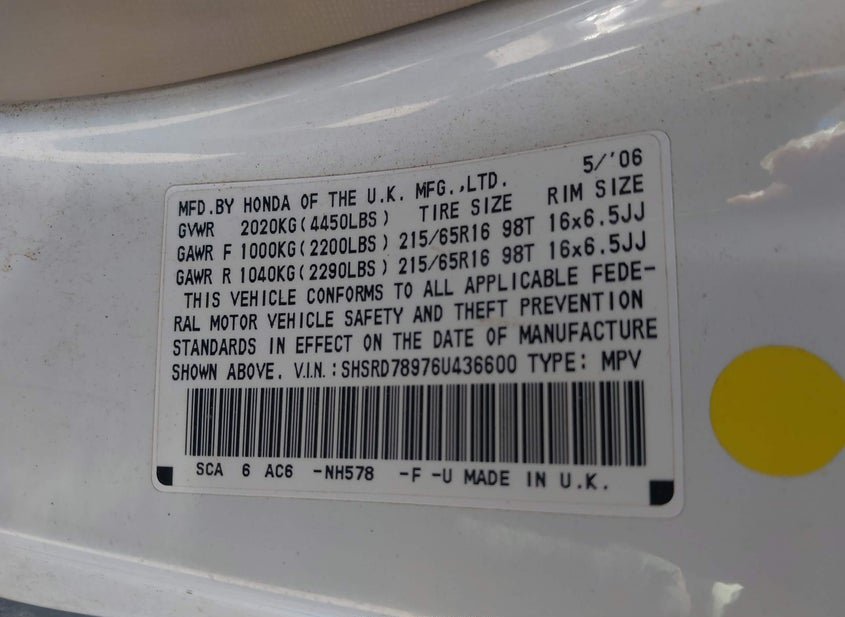 5/'06
MFD.BY HONDA OF THE U.K. MFG.,LTD.
GVWR 2020KG(4450LBS) TIRE SIZE RIM SIZE
GAWR F 1000KG(2200LBS) 215/65R16 98T 16x6.5JJ
GAWR R 1040KG(2290LBS) 215/65R16 98T 16x6.5JJ
THIS VEHICLE CONFORMS TO ALL APPLICABLE FEDE-
RAL MOTOR VEHICLE SAFETY AND THEFT PREVENTION
STANDARDS IN EFFECT ON THE DATE OF MANUFACTURE
SHOWN ABOVE. V.I.N.:SHSRD78976U436600 TYPE: MPV
SCA 6 AC6 -NH578 -F -U MADE IN U.K.